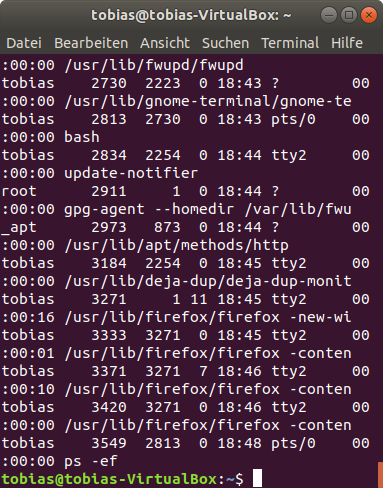 tobias@tobias-VirtualBox: ~
Datei Bearbeiten Ansicht Suchen Terminal Hilfe
:00:00 /usr/lib/fwupd/fwupd
tobias 2730 2223 0 18:43 ? 00
:00:00 /usr/lib/gnome-terminal/gnome-te
tobias 2813 2730 0 18:43 pts/0 00
:00:00 bash
tobias 2834 2254 0 18:44 tty2 00
:00:00 update-notifier
root 2911 1 0 18:44 ? 00
:00:00 gpg-agent --homedir /var/lib/fwu
_apt 2973 873 0 18:44 ? 00
:00:00 /usr/lib/apt/methods/http
tobias 3184 2254 0 18:45 tty2 00
:00:00 /usr/lib/deja-dup/deja-dup-monit
tobias 3271 1 11 18:45 tty2 00
:00:16 /usr/lib/firefox/firefox -new-wi
tobias 3333 3271 0 18:45 tty2 00
:00:01 /usr/lib/firefox/firefox -conten
tobias 3371 3271 7 18:46 tty2 00
:00:10 /usr/lib/firefox/firefox -conten
tobias 3420 3271 0 18:46 tty2 00
:00:00 /usr/lib/firefox/firefox -conten
tobias 3549 2813 0 18:48 pts/0 00
:00:00 ps -ef
tobias@tobias-VirtualBox:~$